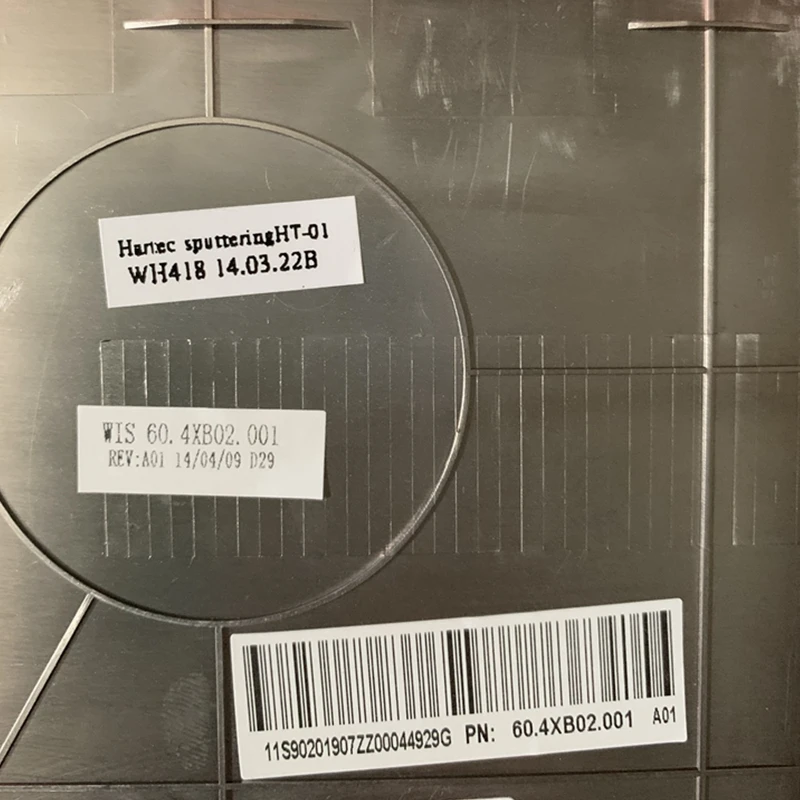 Hartec sputteringHT-01
WH418 14.03.22B
WIS 60.4XB02.001
REV:A01 14/04/09 D29
11S90201907ZZ00044929G PN: 60.4XB02.001 A01